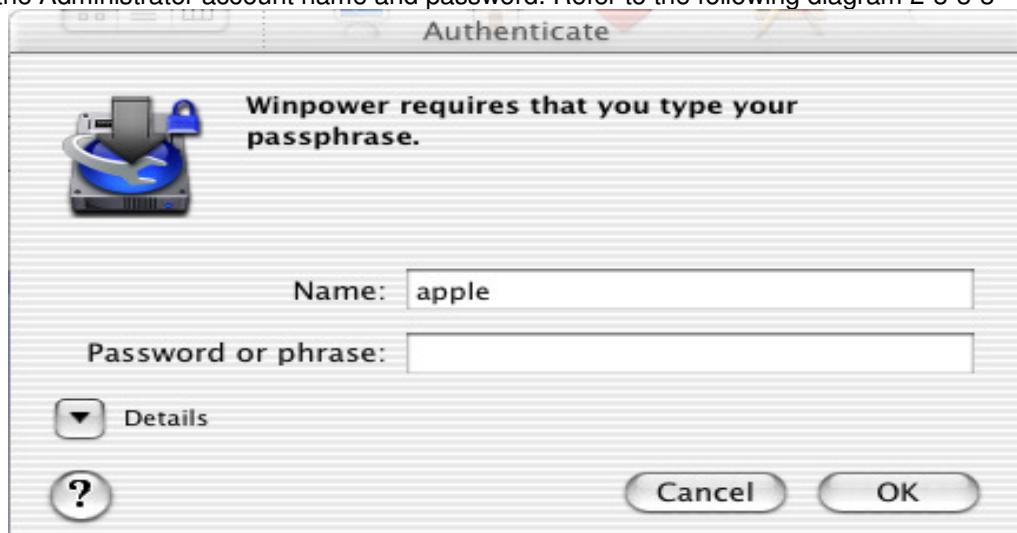 the Administrator account name and password. Refer to the following diagram 2-3-3-3
Authenticate
Winpower requires that you type your
passphrase.
Name: apple
Password or phrase:
Details
?
Cancel OK